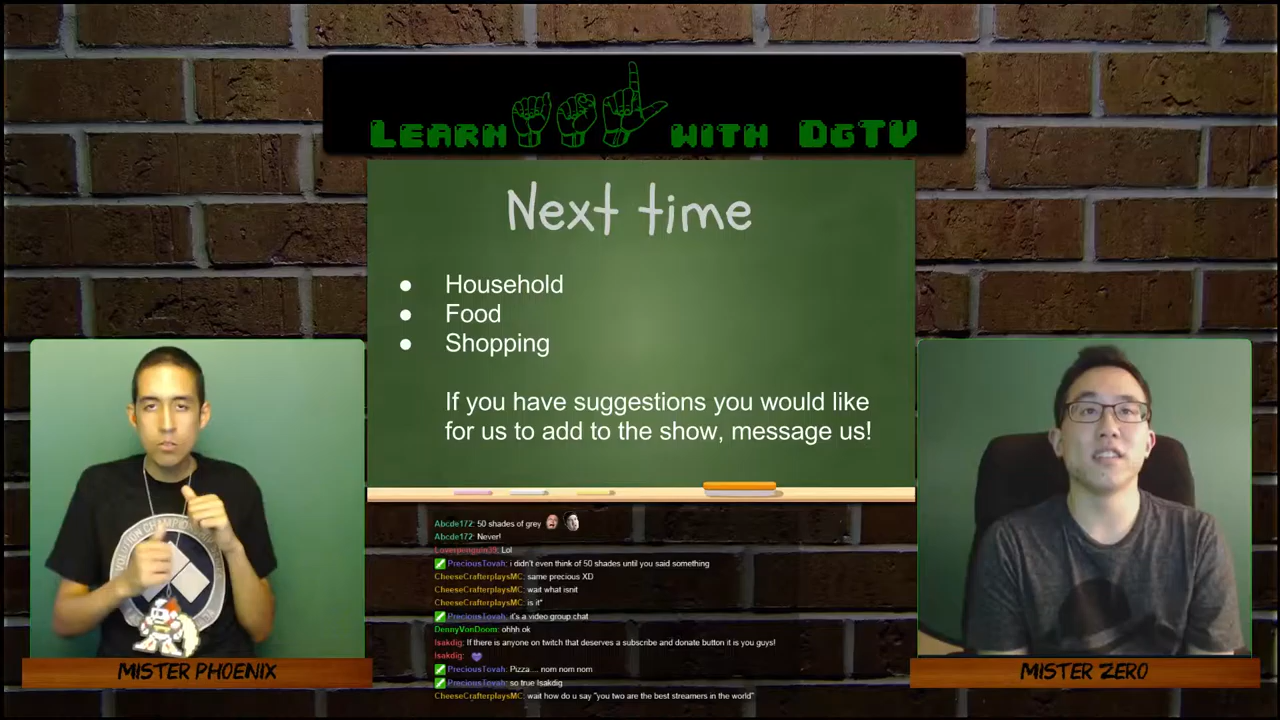 Learn with DGTV
Next time
● Household
● Food
● Shopping
If you have suggestions you would like
for us to add to the show, message us!
Abcde172: 50 shades of grey
Abcde172: Never!
Loverpenguin39: Lol
PreciousTovah: i didn't even think of 50 shades until you said something
CheeseCrafterplaysMC: same precious XD
CheeseCrafterplaysMC: wait what isnit
CheeseCrafterplaysMC: is it"
PreciousTovah: it's a video group chat
DennyVonDoom: ohhh ok
Isakdig: If there is anyone on twitch that deserves a subscribe and donate button it is you guys!
Isakdig:
PreciousTovah: Pizza ... nom nom nom
PreciousTovah: so true Isakdig
CheeseCrafterplaysMC: wait how do u say "you two are the best streamers in the world"
MISTER PHOENIX
MISTER ZERO